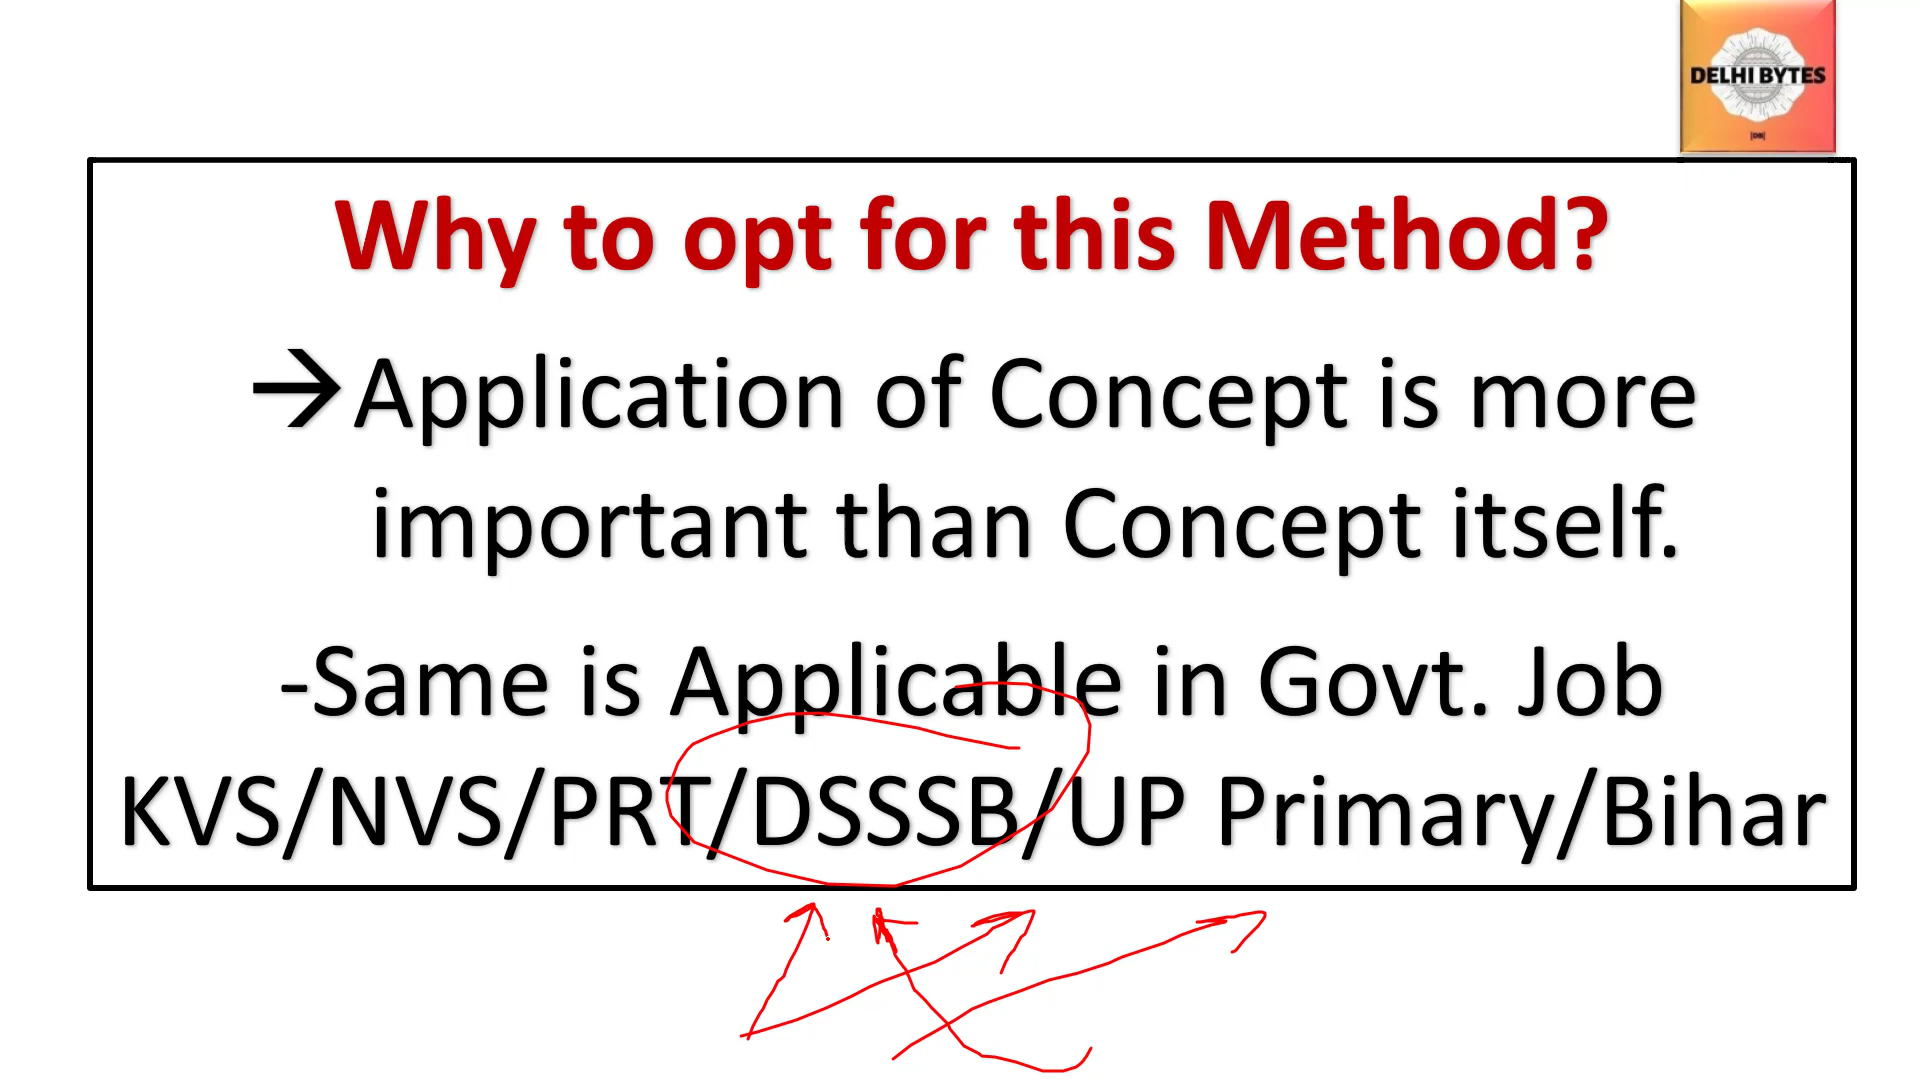 DELHI BYTES
|DB|
Why to opt for this Method?
→Application of Concept is more
important than Concept itself.
-Same is Applicable in Govt. Job
KVS/NVS/PRT/DSSSB/UP Primary/Bihar